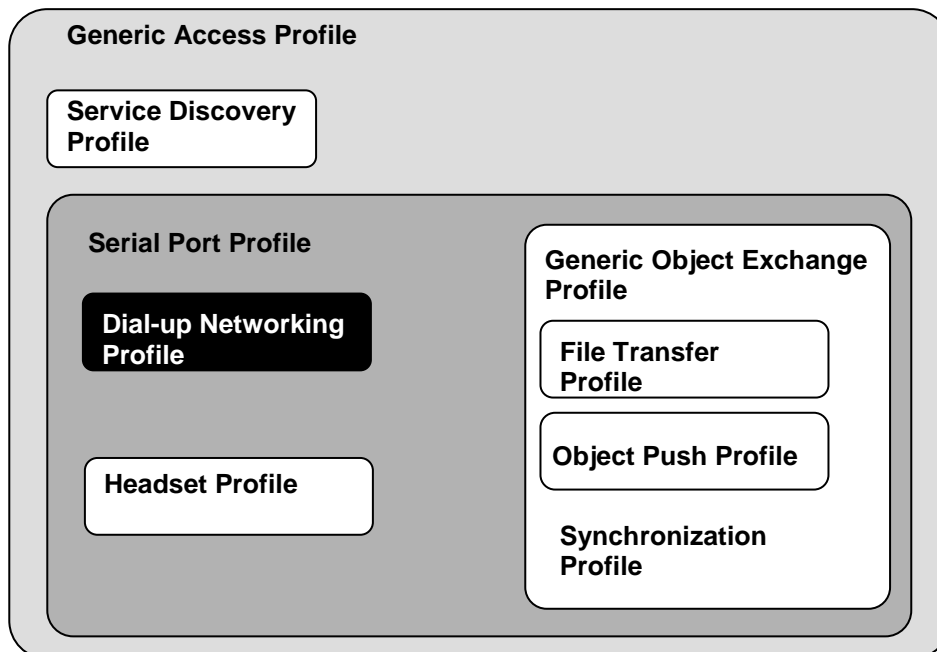 Generic Access Profile
Service Discovery
Profile
Serial Port Profile
Dial-up Networking
Profile
Headset Profile
Generic Object Exchange
Profile
File Transfer
Profile
Object Push Profile
Synchronization
Profile